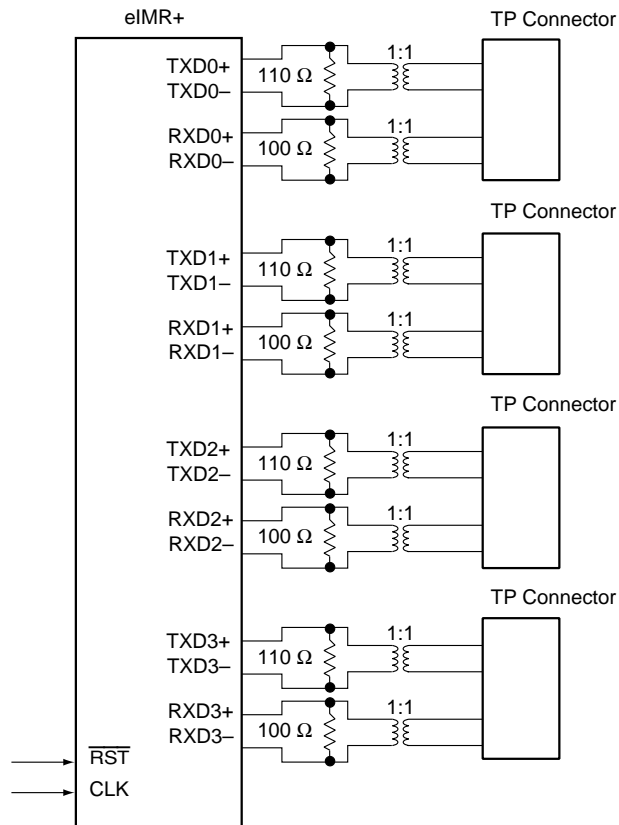 eIMR+
TP Connector
TXD0+
110 Ω
1:1
TXD0–
RXD0+
100 Ω
1:1
RXD0–
TP Connector
TXD1+
110 Ω
1:1
TXD1–
RXD1+
100 Ω
1:1
RXD1–
TP Connector
TXD2+
110 Ω
1:1
TXD2–
RXD2+
100 Ω
1:1
RXD2–
TP Connector
TXD3+
110 Ω
1:1
TXD3–
RXD3+
100 Ω
1:1
RXD3–
R̅S̅T̅
CLK